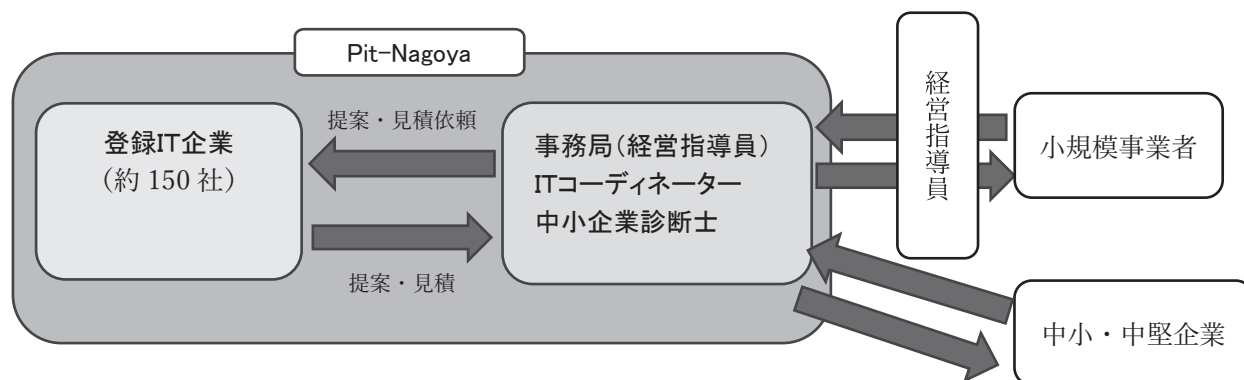 Pit-Nagoya
登録IT企業
（約 150 社）
提案・見積依頼
提案・見積
事務局（経営指導員）
ITコーディネーター
中小企業診断士
経営指導員
小規模事業者
中小・中堅企業